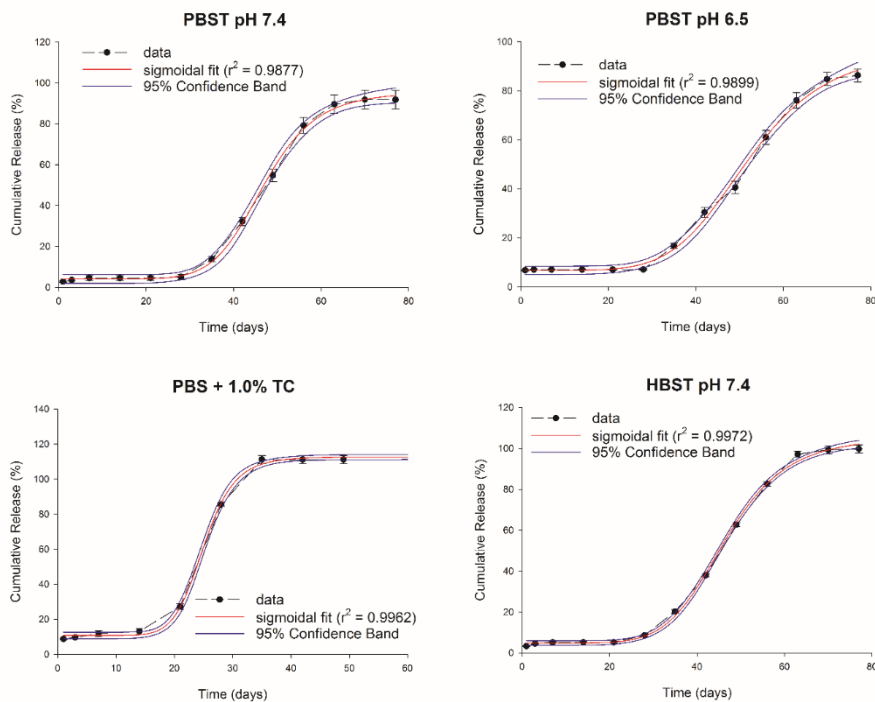 PBST pH 7.4
120
100
80
60
40
20
0
0
20
40
60
80
Cumulative Release (%)
Time (days)
data
sigmoidal fit (r² = 0.9877)
95% Confidence Band
PBST pH 6.5
100
80
60
40
20
0
0
20
40
60
80
Cumulative Release (%)
Time (days)
data
sigmoidal fit (r² = 0.9899)
95% Confidence Band
PBS + 1.0% TC
140
120
100
80
60
40
20
0
0
10
20
30
40
50
60
Cumulative Release (%)
Time (days)
data
sigmoidal fit (r² = 0.9962)
95% Confidence Band
HBST pH 7.4
120
100
80
60
40
20
0
0
20
40
60
80
Cumulative Release (%)
Time (days)
data
sigmoidal fit (r² = 0.9972)
95% Confidence Band